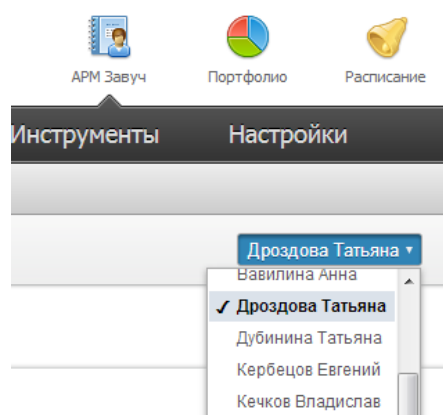 АРМ Завуч Портфолио Расписание
Инструменты Настройки
Дроздова Татьяна
Вавилина Анна
Дроздова Татьяна
Дубинина Татьяна
Кербецов Евгений
Кечков Владислав